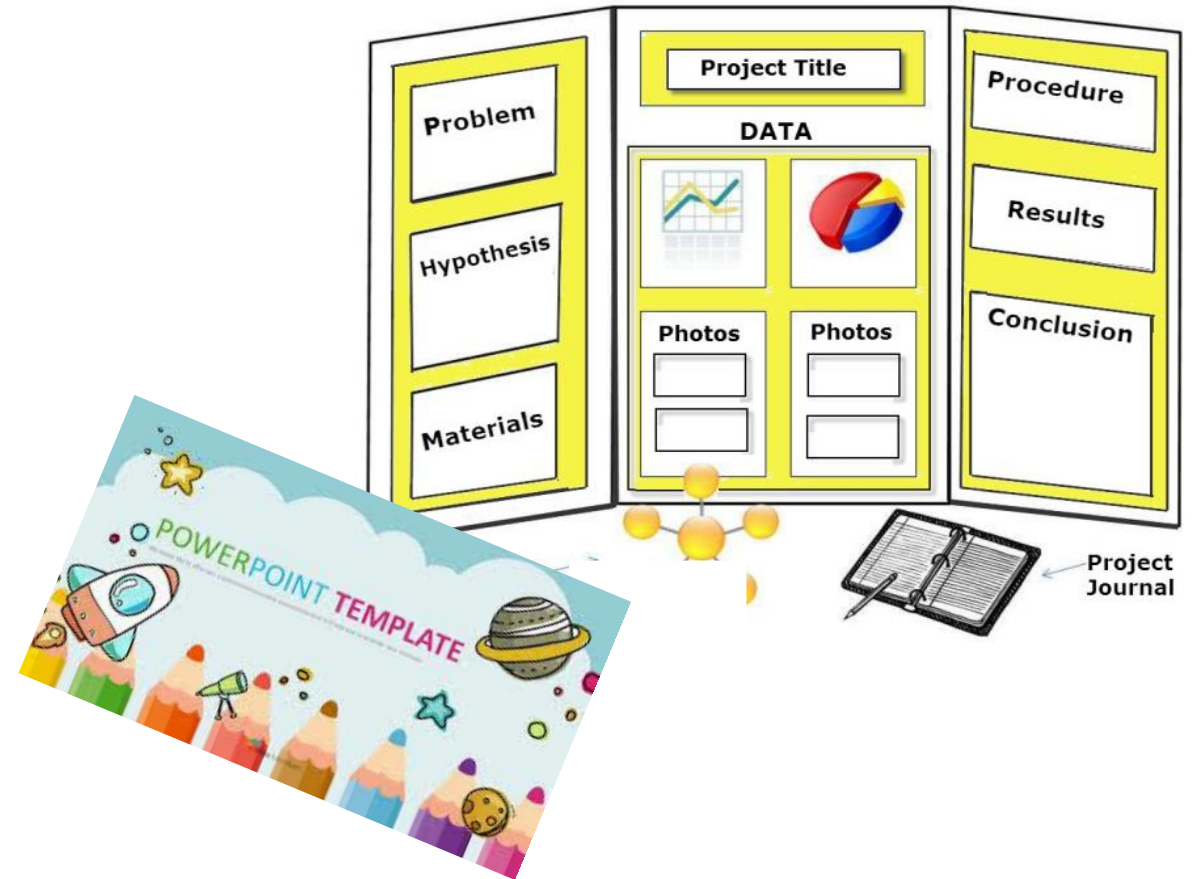 Project Title
DATA
Problem
Hypothesis
Materials
Photos
Photos
Procedure
Results
Conclusion
Project
Journal
POWERPOINT TEMPLATE